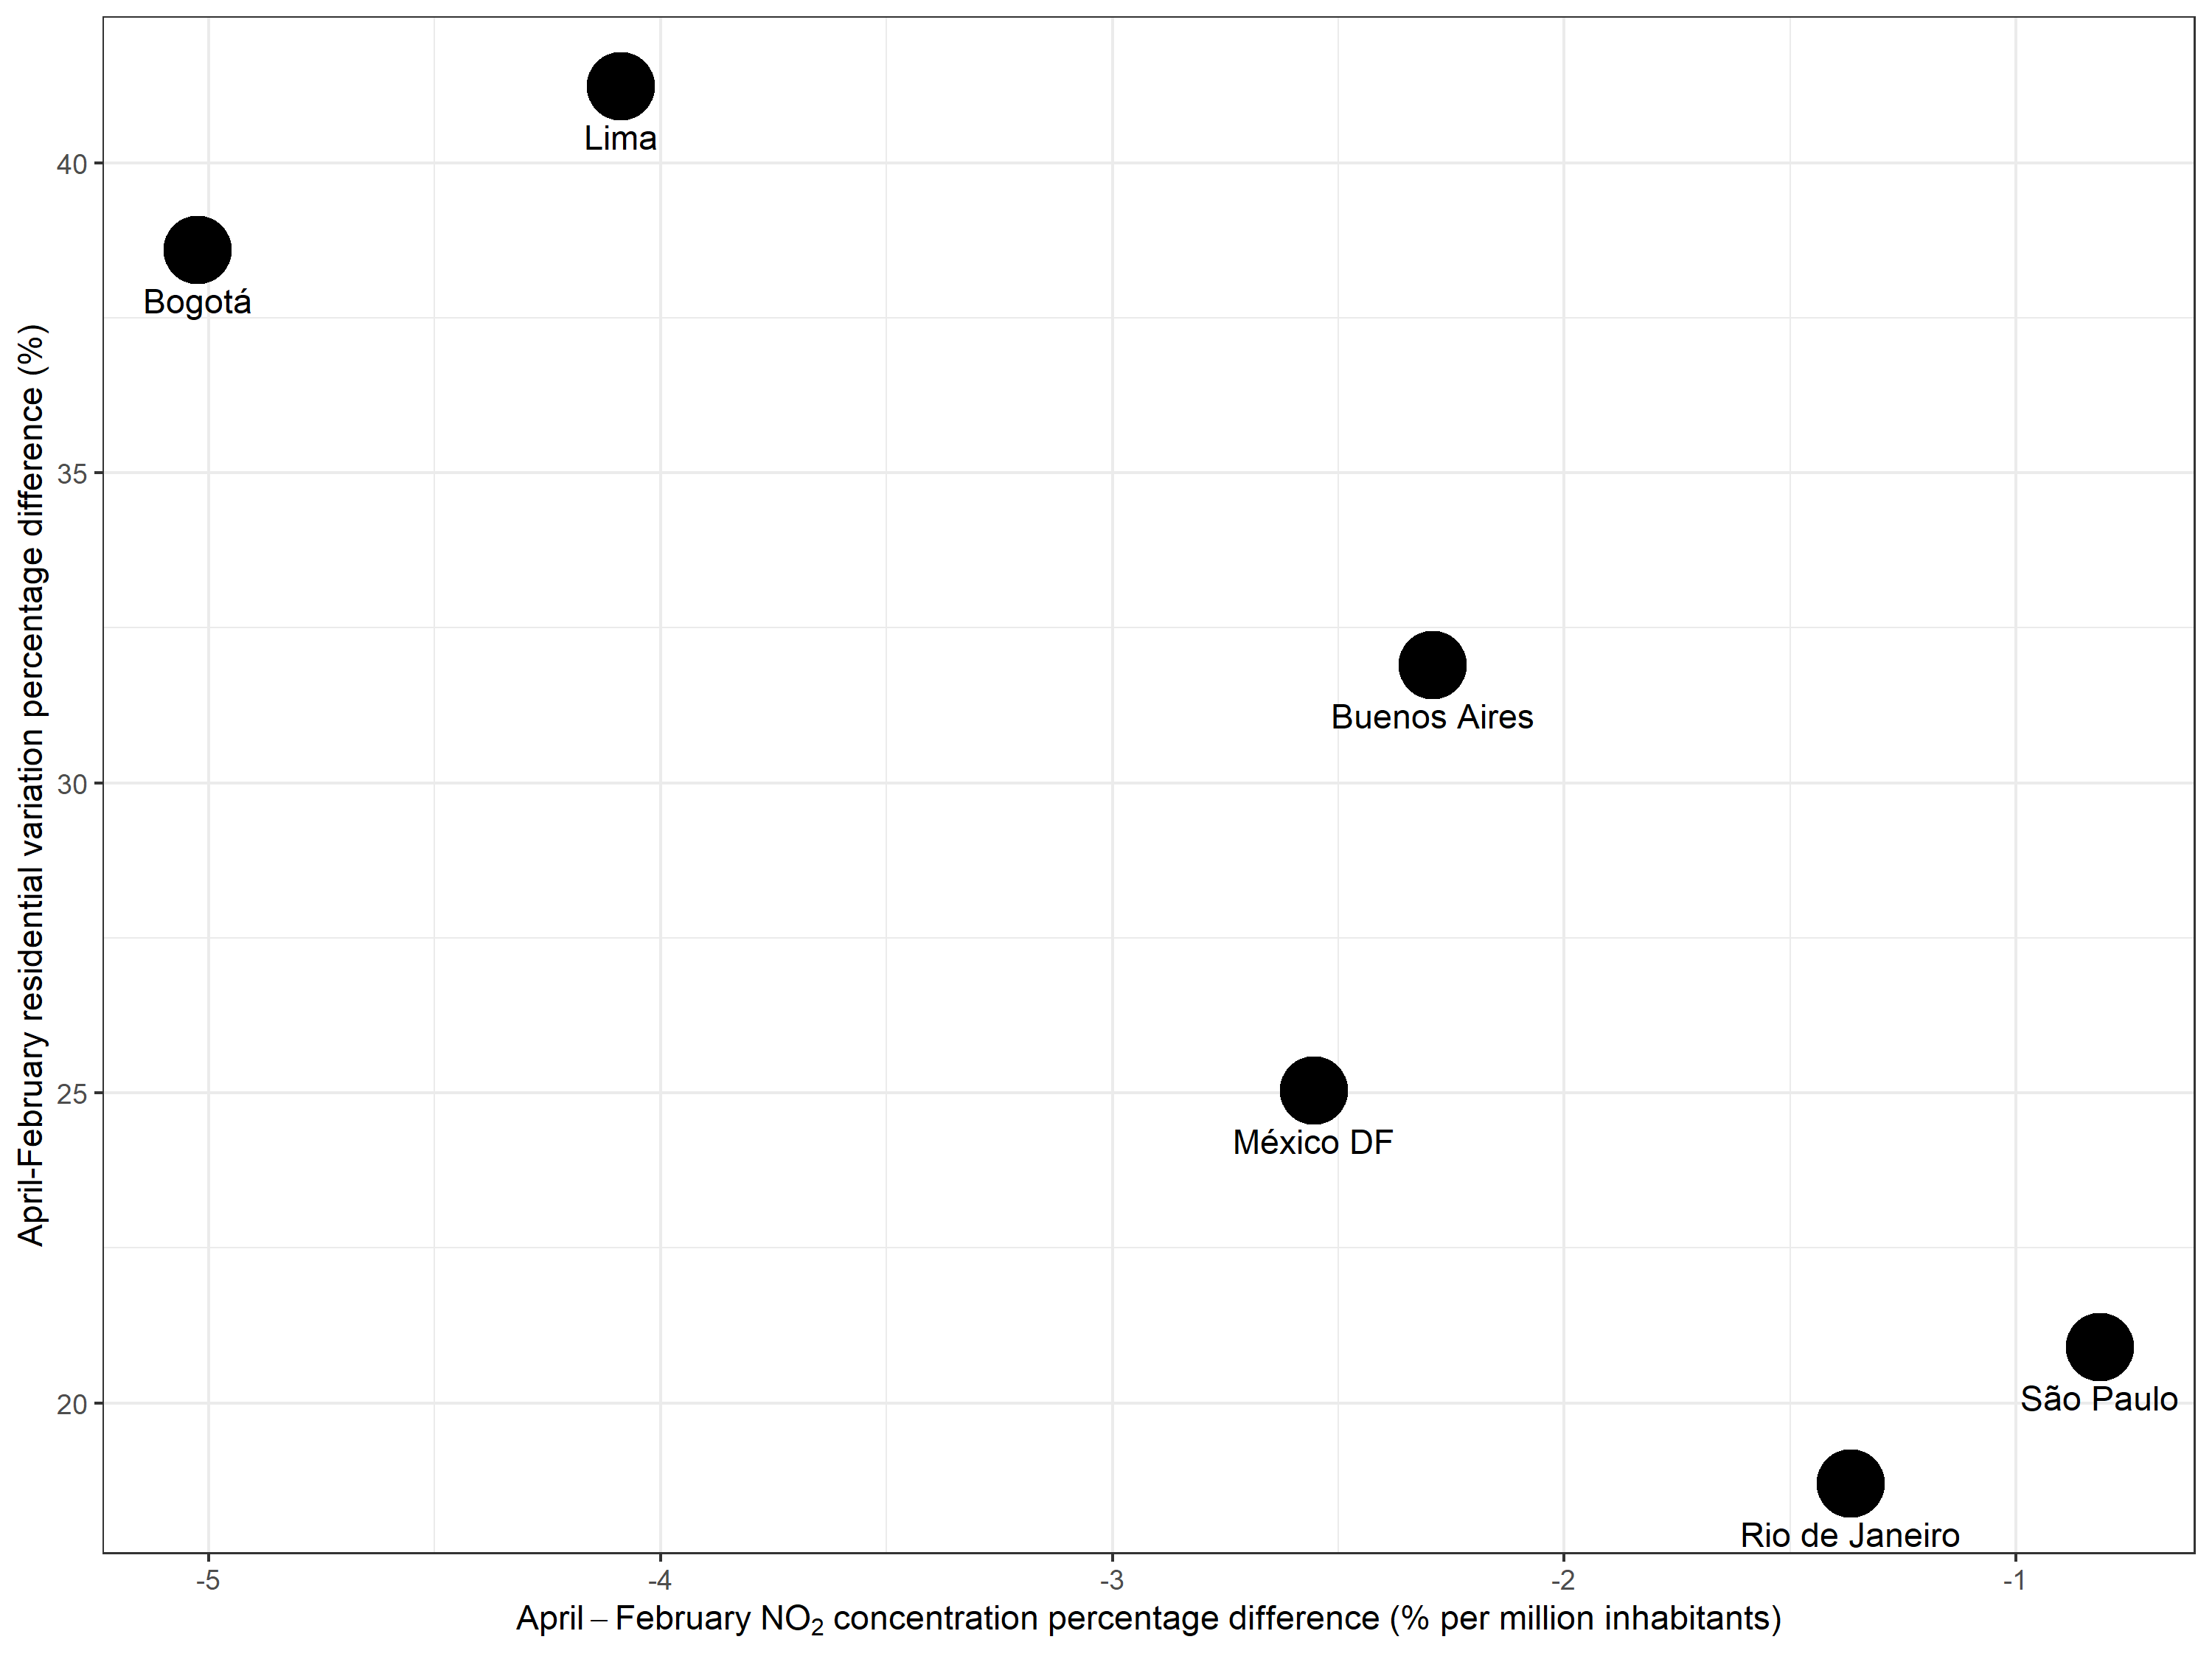 April-February residential variation percentage difference (%)
40
35
30
25
20
Lima
Bogotá
Buenos Aires
México DF
São Paulo
Rio de Janeiro
-5 -4 -3 -2 -1
April – February NO₂ concentration percentage difference (% per million inhabitants)